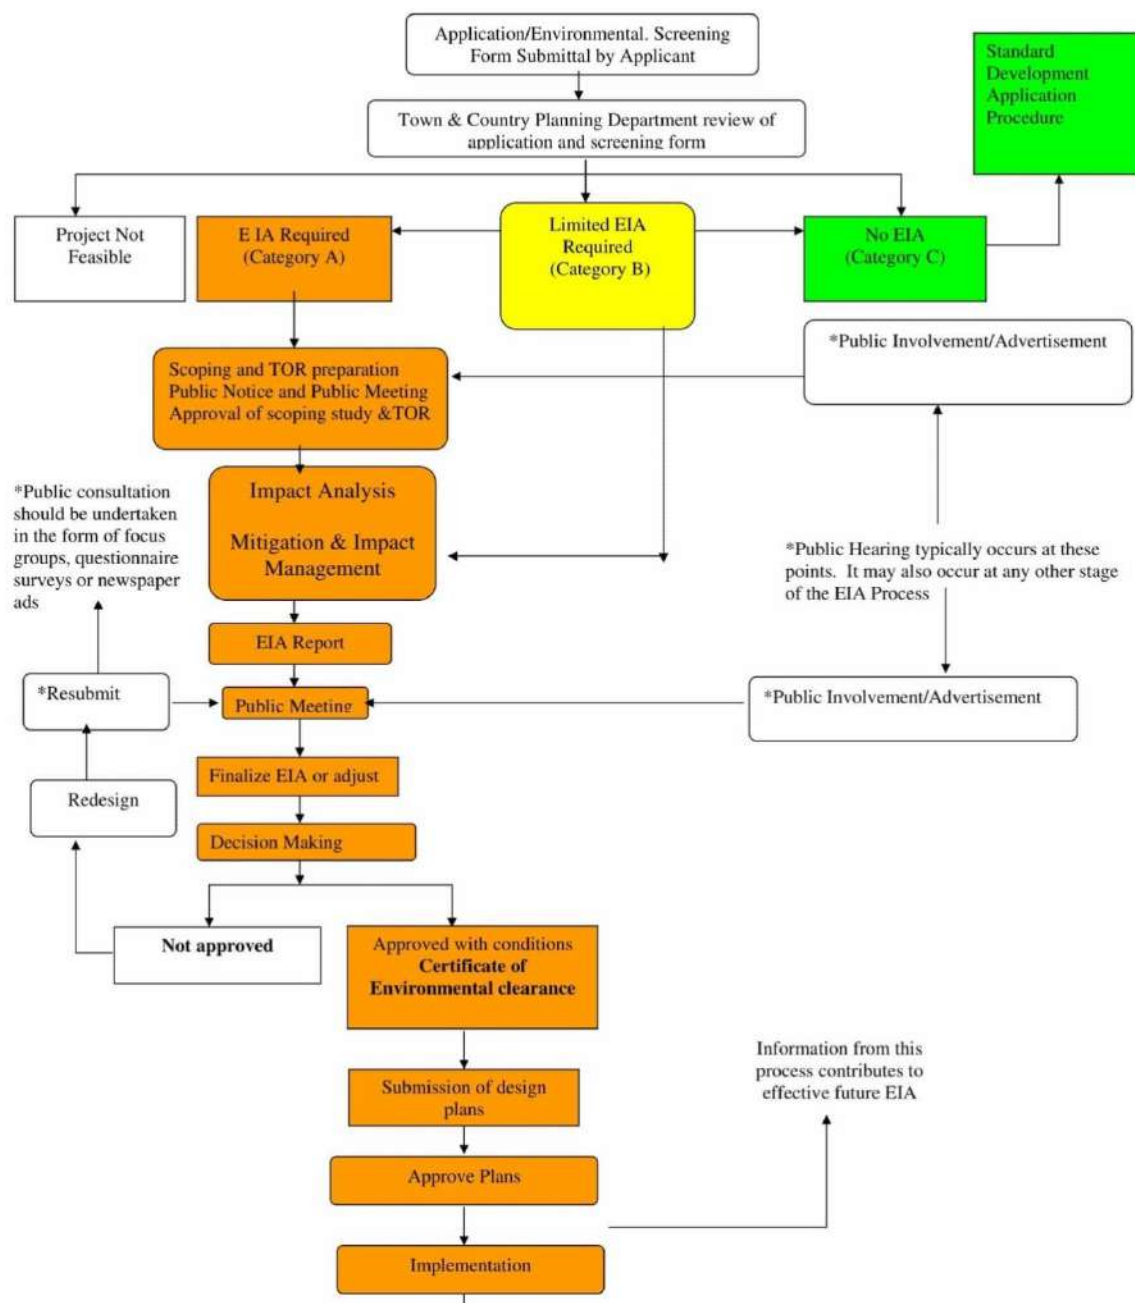 Application/Environmental. Screening
Form Submittal by Applicant
Standard
Development
Application
Procedure
Town & Country Planning Department review of
application and screening form
Project Not
Feasible
E IA Required
(Category A)
Limited EIA
Required
(Category B)
No EIA
(Category C)
*Public Involvement/Advertisement
Scoping and TOR preparation
Public Notice and Public Meeting
Approval of scoping study &TOR
*Public consultation
should be undertaken
in the form of focus
groups, questionnaire
surveys or newspaper
ads
Impact Analysis
Mitigation & Impact
Management
*Public Hearing typically occurs at these
points. It may also occur at any other stage
of the EIA Process
EIA Report
*Resubmit
Public Meeting
*Public Involvement/Advertisement
Finalize EIA or adjust
Redesign
Decision Making
Not approved
Approved with conditions
Certificate of
Environmental clearance
Information from this
process contributes to
effective future EIA
Submission of design
plans
Approve Plans
Implementation